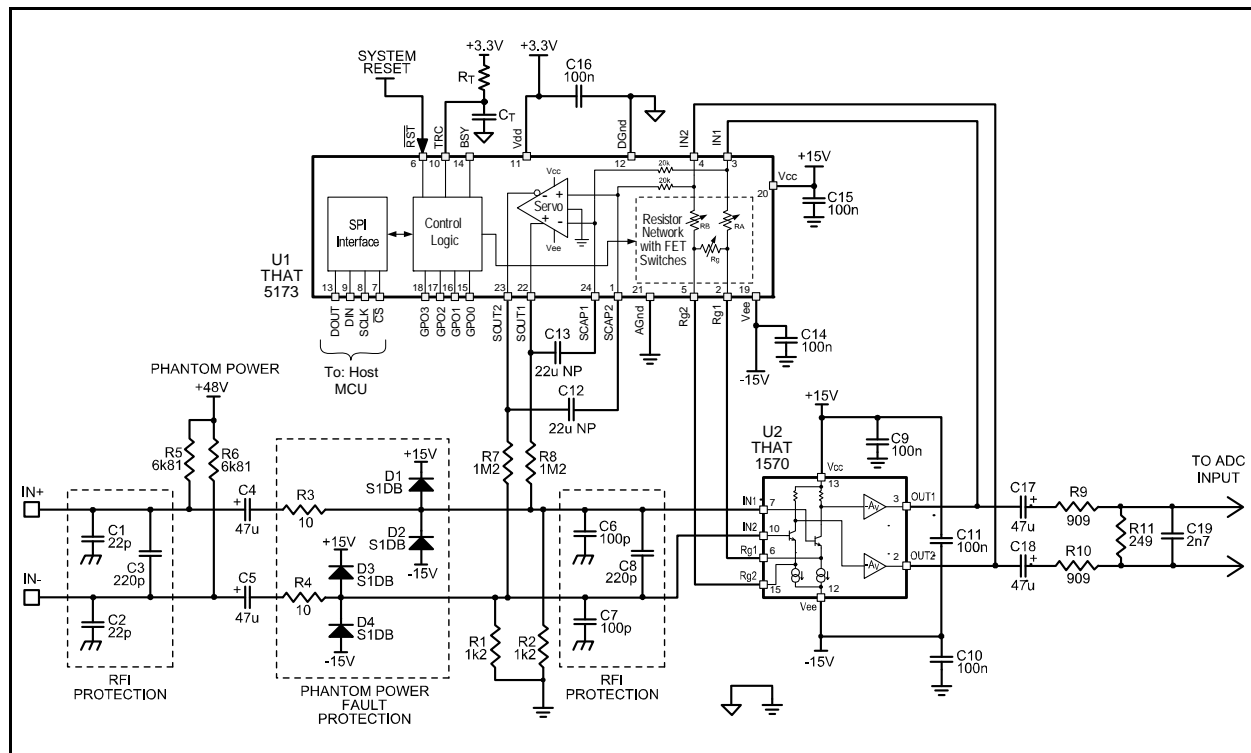 SYSTEM
RESET
+3.3V
RT
CT
+3.3V
C16
100n
RST
TRC
BSY
Vdd
DGnd
IN2
IN1
6
10
14
11
12
4
3
+15V
Vcc
20
C15
100n
20k
20k
Vcc
Servo
Vee
SPI
Interface
Control
Logic
Resistor
Network
with FET
Switches
RB
RA
Rg
U1
THAT
5173
13
9
8
7
18
17
16
15
23
22
24
1
21
5
2
19
DOUT
DIN
SCLK
CS
GPO3
GPO2
GPO1
GPO0
SOUT2
SOUT1
SCAP1
SCAP2
AGnd
Rg2
Rg1
Vee
C14
100n
-15V
To: Host
MCU
C13
22u NP
C12
22u NP
PHANTOM POWER
+48V
R5
6k81
R6
6k81
R7
1M2
R8
1M2
+15V
C9
100n
U2
THAT
1570
Vcc
13
IN1
7
IN2
10
Rg1
6
Rg2
15
-Av
-Av
3
OUT1
2
OUT2
12
Vee
-15V
C11
100n
C10
100n
C17
+
47u
C18
+
47u
R9
909
R10
909
R11
249
C19
2n7
TO ADC
INPUT
IN+
IN-
C1
22p
C3
220p
C2
22p
RFI
PROTECTION
C4
+
47u
C5
+
47u
R3
10
R4
10
+15V
D1
S1DB
D2
S1DB
-15V
+15V
D3
S1DB
D4
S1DB
-15V
PHANTOM POWER
FAULT
PROTECTION
R1
1k2
R2
1k2
C6
100p
C8
220p
C7
100p
RFI
PROTECTION